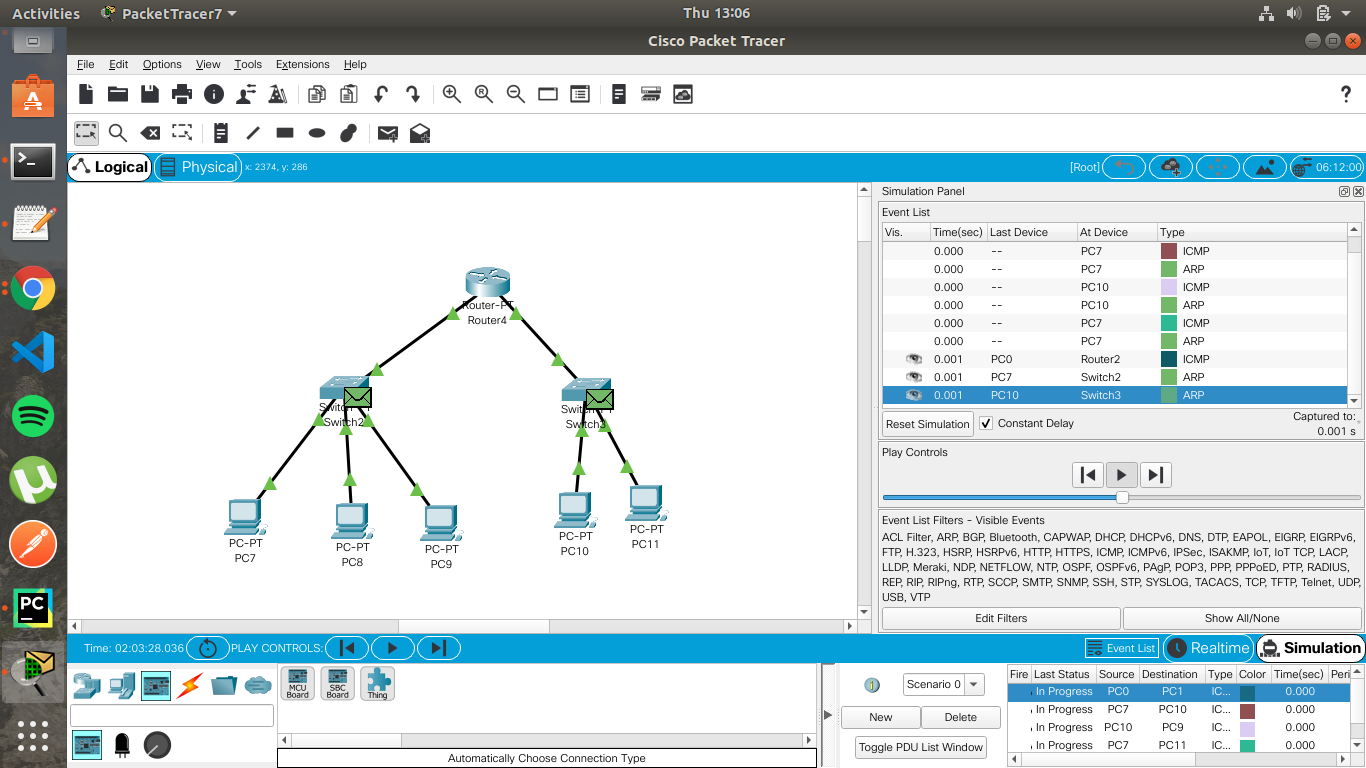 Activities PacketTracer7 Thu 13:06
Cisco Packet Tracer
File Edit Options View Tools Extensions Help
?
Logical Physical x: 2374, y: 286 [Root] 06:12:00
Router-PT
Router4
Switch2
PC-PT
PC7
PC-PT
PC8
PC-PT
PC9
PC-PT
PC10
PC-PT
PC11
Simulation Panel
Event List
Vis. Time(sec) Last Device At Device Type
0.000 -- PC7 ICMP
0.000 -- PC7 ARP
0.000 -- PC10 ICMP
0.000 -- PC10 ARP
0.000 -- PC7 ICMP
0.000 -- PC7 ARP
0.001 PC0 Router2 ICMP
0.001 PC7 Switch2 ARP
0.001 PC10 Switch3 ARP
Reset Simulation Constant Delay Captured to:
0.001 s
Play Controls
Event List Filters - Visible Events
ACL Filter, ARP, BGP, Bluetooth, CAPWAP, DHCP, DHCPv6, DNS, DTP, EAPOL, EIGRP, EIGRPv6,
FTP, H.323, HSRP, HSRPv6, HTTP, HTTPS, ICMP, ICMPv6, IPSec, ISAKMP, IoT, IoT TCP, LACP,
LLDP, Meraki, NDP, NETFLOW, NTP, OSPF, OSPFv6, PAgP, POP3, PPP, PPPoED, PTP, RADIUS,
REP, RIP, RIPng, RTP, SCCP, SMTP, SNMP, SSH, STP, SYSLOG, TACACS, TCP, TFTP, Telnet, UDP,
USB, VTP
Edit Filters Show All/None
Time: 02:03:28.036 PLAY CONTROLS: Event List Realtime Simulation
MCU
Board
SBC
Board
Thing
Automatically Choose Connection Type
Scenario 0
New Delete
Toggle PDU List Window
Fire Last Status Source Destination Type Color Time(sec) Peri
In Progress PC0 PC1 IC... 0.000
In Progress PC7 PC10 IC... 0.000
In Progress PC10 PC9 IC... 0.000
In Progress PC7 PC11 IC... 0.000
PC